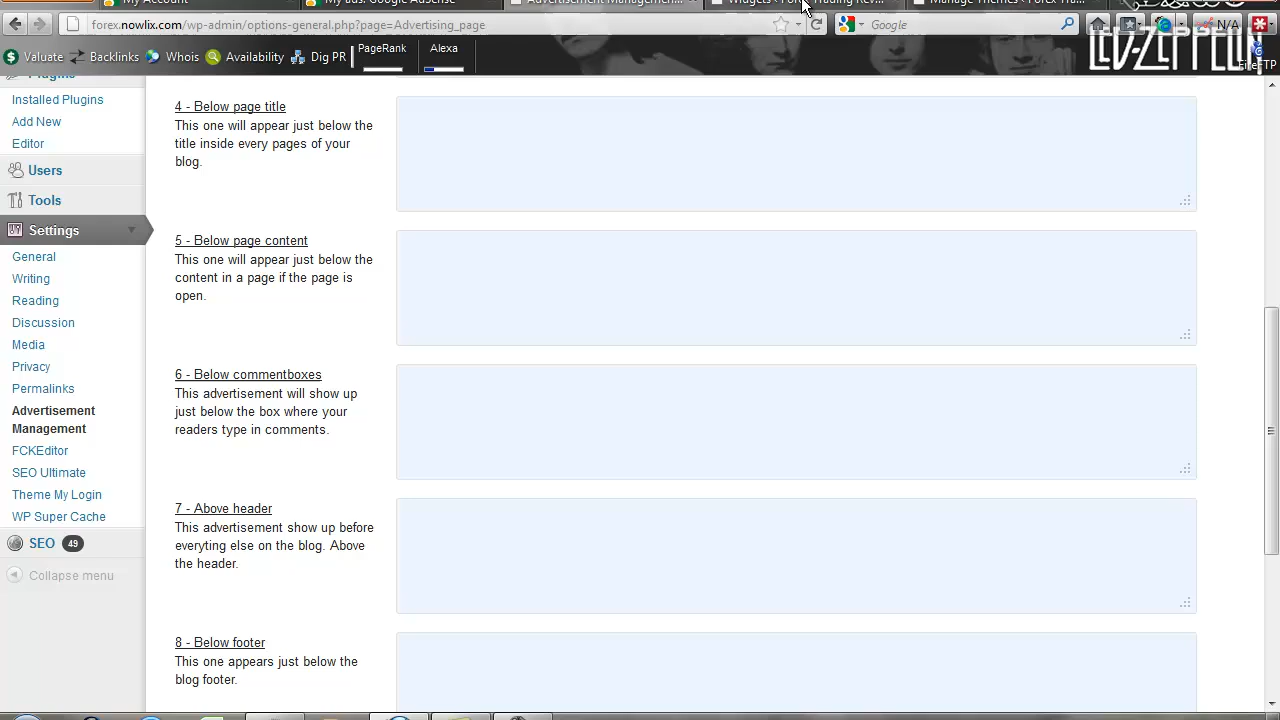 My Account
My ads: Google AdSense
Advertisement Managemen...
Widgets ‹ Forex Trading Rev...
Manage Themes ‹ Forex Tra...
forex.nowlix.com/wp-admin/options-general.php?page=Advertising_page
Google
N/A
Valuate
Backlinks
Whois
Availability
Dig PR
PageRank
Alexa
LED-ZEPPELIN
FireFTP
Plugins
Installed Plugins
Add New
Editor
Users
Tools
Settings
General
Writing
Reading
Discussion
Media
Privacy
Permalinks
Advertisement
Management
FCKEditor
SEO Ultimate
Theme My Login
WP Super Cache
SEO 49
Collapse menu
4 - Below page title
This one will appear just below the
title inside every pages of your
blog.
5 - Below page content
This one will appear just below the
content in a page if the page is
open.
6 - Below commentboxes
This advertisement will show up
just below the box where your
readers type in comments.
7 - Above header
This advertisement show up before
everyting else on the blog. Above
the header.
8 - Below footer
This one appears just below the
blog footer.